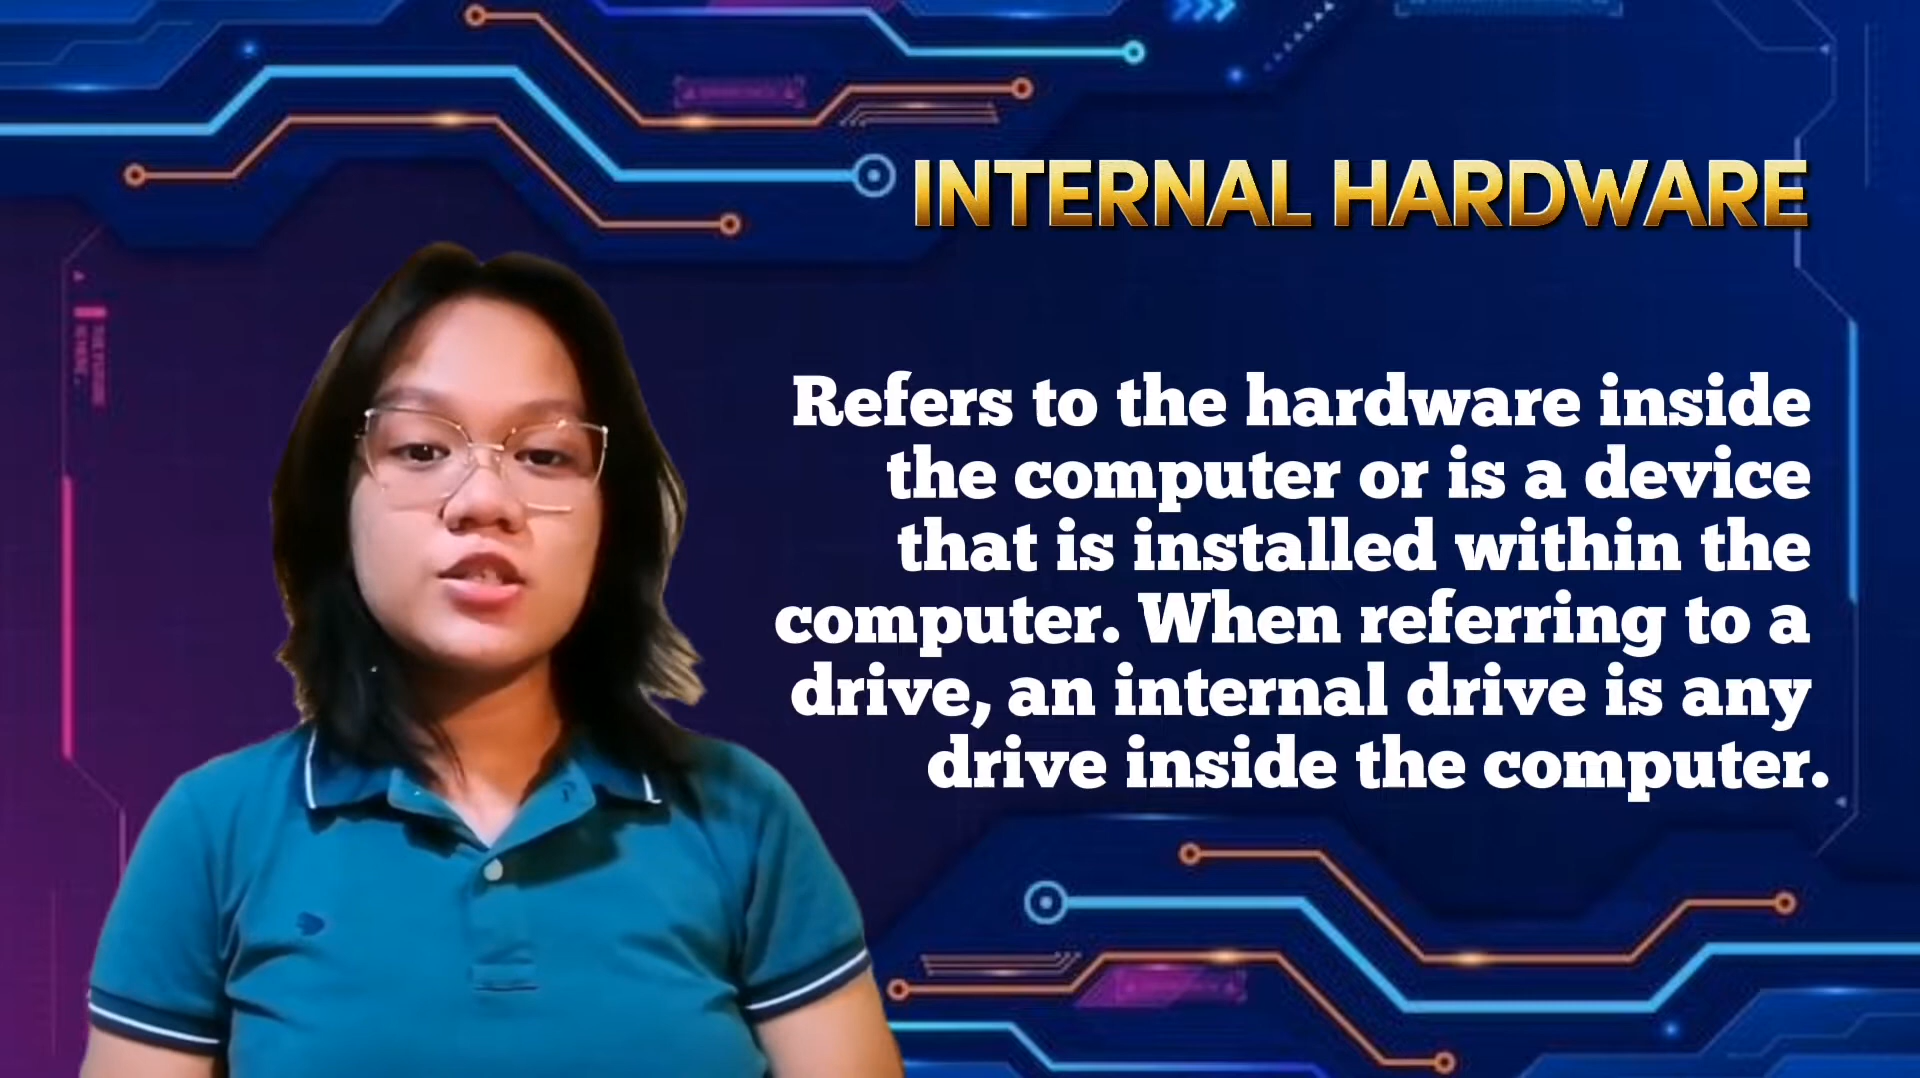 INTERNAL HARDWARE
Refers to the hardware inside
the computer or is a device
that is installed within the
computer. When referring to a
drive, an internal drive is any
drive inside the computer.